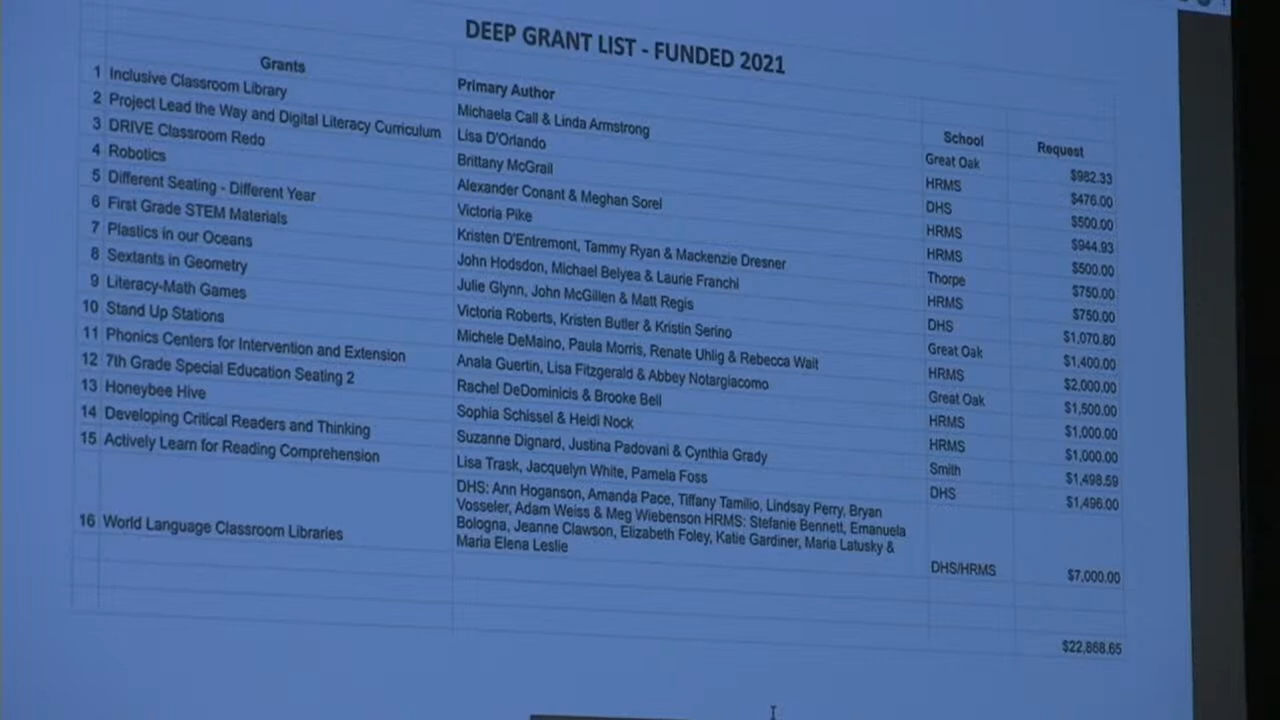 DEEP GRANT LIST - FUNDED 2021
Grants Primary Author School Request
1 Inclusive Classroom Library Michaela Call & Linda Armstrong Great Oak $982.33
2 Project Lead the Way and Digital Literacy Curriculum Lisa D'Orlando HRMS $476.00
3 DRIVE Classroom Redo Brittany McGrail DHS $500.00
4 Robotics Alexander Conant & Meghan Sorel HRMS $944.93
5 Different Seating - Different Year Victoria Pike HRMS $500.00
6 First Grade STEM Materials Kristen D'Entremont, Tammy Ryan & Mackenzie Dresner Thorpe $750.00
7 Plastics in our Oceans John Hodsdon, Michael Belyea & Laurie Franchi HRMS $750.00
8 Sextants in Geometry Julie Glynn, John McGillen & Matt Regis DHS $1,070.80
9 Literacy-Math Games Victoria Roberts, Kristen Butler & Kristin Serino Great Oak $1,400.00
10 Stand Up Stations Michele DeMaino, Paula Morris, Renate Uhlig & Rebecca Wait HRMS $2,000.00
11 Phonics Centers for Intervention and Extension Anala Guertin, Lisa Fitzgerald & Abbey Notargiacomo Great Oak $1,500.00
12 7th Grade Special Education Seating 2 Rachel DeDominicis & Brooke Bell HRMS $1,000.00
13 Honeybee Hive Sophia Schissel & Heidi Nock HRMS $1,000.00
14 Developing Critical Readers and Thinking Suzanne Dignard, Justina Padovani & Cynthia Grady Smith $1,498.59
15 Actively Learn for Reading Comprehension Lisa Trask, Jacquelyn White, Pamela Foss DHS $1,496.00
DHS: Ann Hoganson, Amanda Pace, Tiffany Tamilio, Lindsay Perry, Bryan
Vosseler, Adam Weiss & Meg Wiebenson HRMS: Stefanie Bennett, Emanuela
Bologna, Jeanne Clawson, Elizabeth Foley, Katie Gardiner, Maria Latusky &
16 World Language Classroom Libraries Maria Elena Leslie DHS/HRMS $7,000.00
$22,868.65